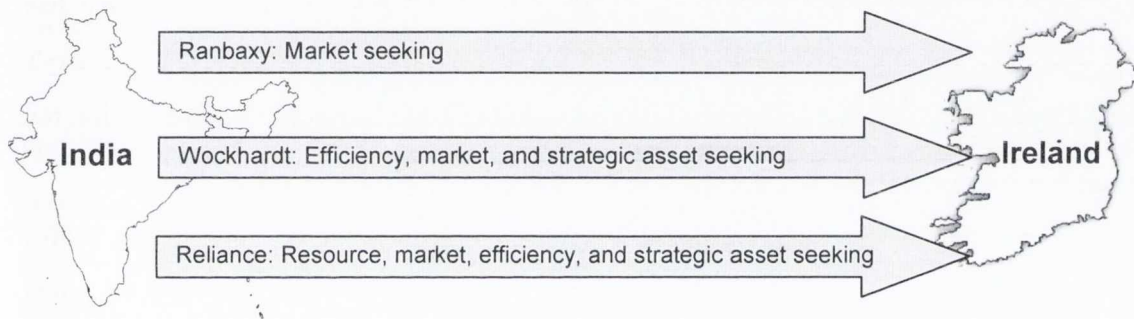 Ranbaxy: Market seeking
India
Wockhardt: Efficiency, market, and strategic asset seeking
Ireland
Reliance: Resource, market, efficiency, and strategic asset seeking